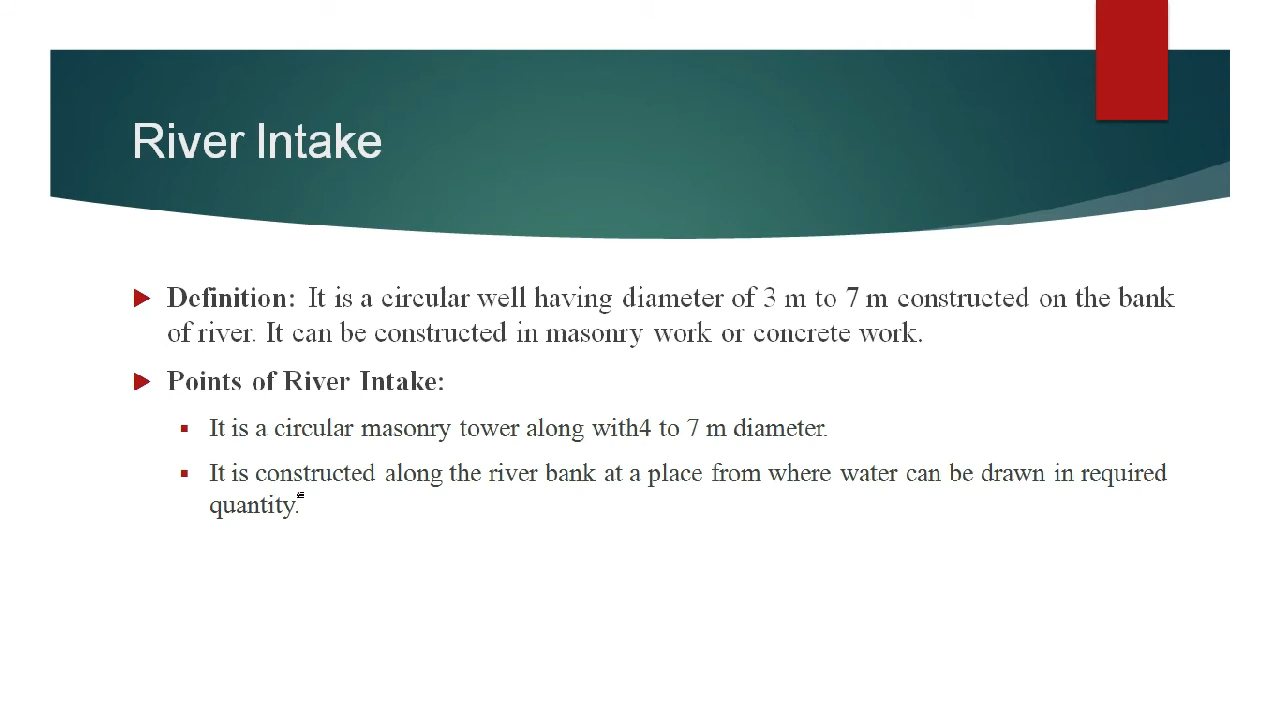 River Intake
Definition: It is a circular well having diameter of 3 m to 7 m constructed on the bank
of river. It can be constructed in masonry work or concrete work.
Points of River Intake:
It is a circular masonry tower along with4 to 7 m diameter.
It is constructed along the river bank at a place from where water can be drawn in required
quantity.